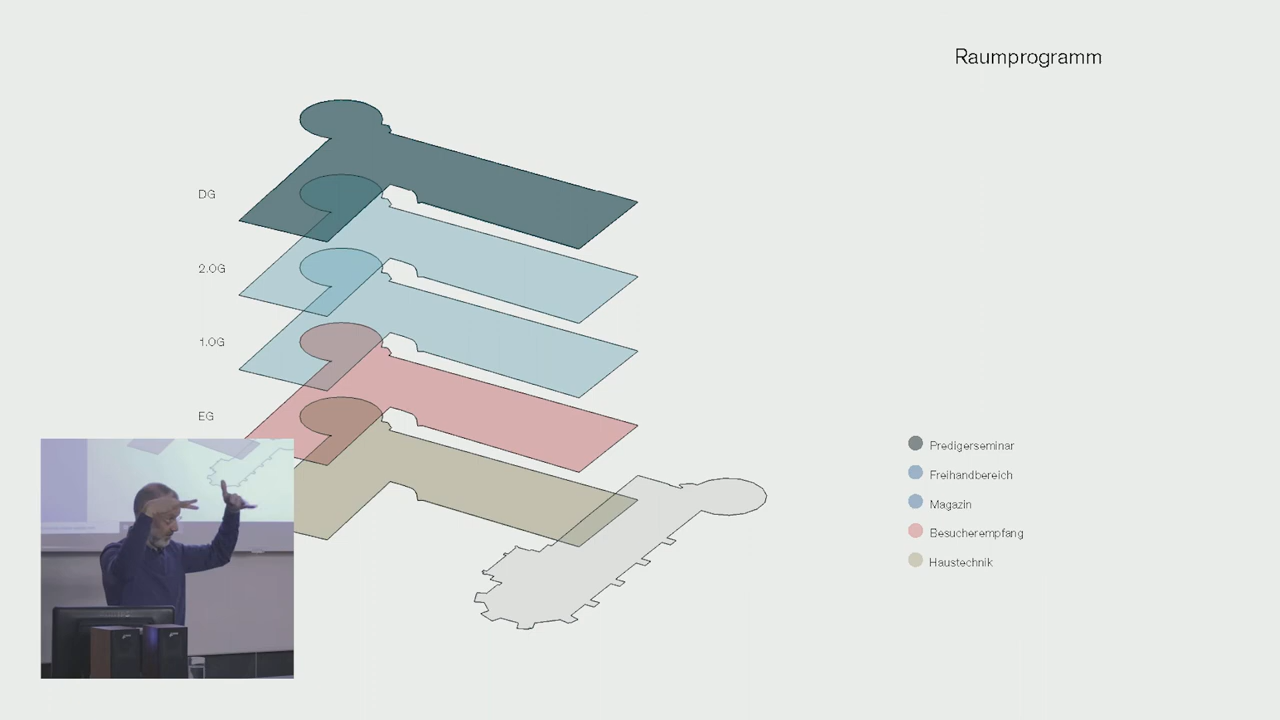 Raumprogramm
DG
2.OG
1.OG
EG
Predigerseminar
Freihandbereich
Magazin
Besucherempfang
Haustechnik